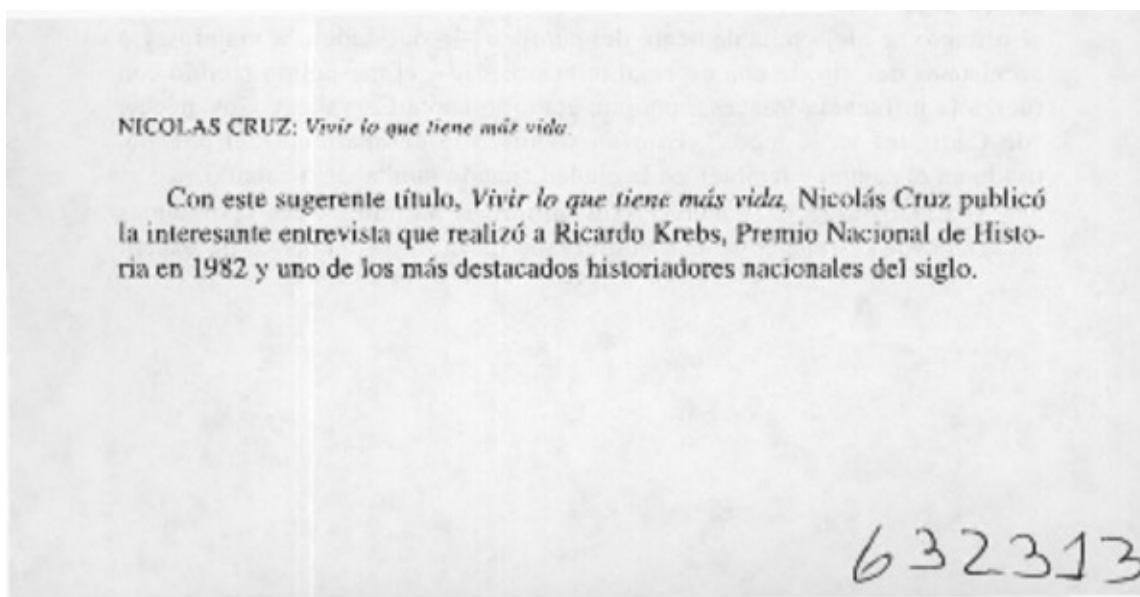 NICOLAS CRUZ: Vivir lo que tiene más vida.
Con este sugerente título, Vivir lo que tiene más vida, Nicolás Cruz publicó
la interesante entrevista que realizó a Ricardo Krebs, Premio Nacional de Histo-
ria en 1982 y uno de los más destacados historiadores nacionales del siglo.
632313